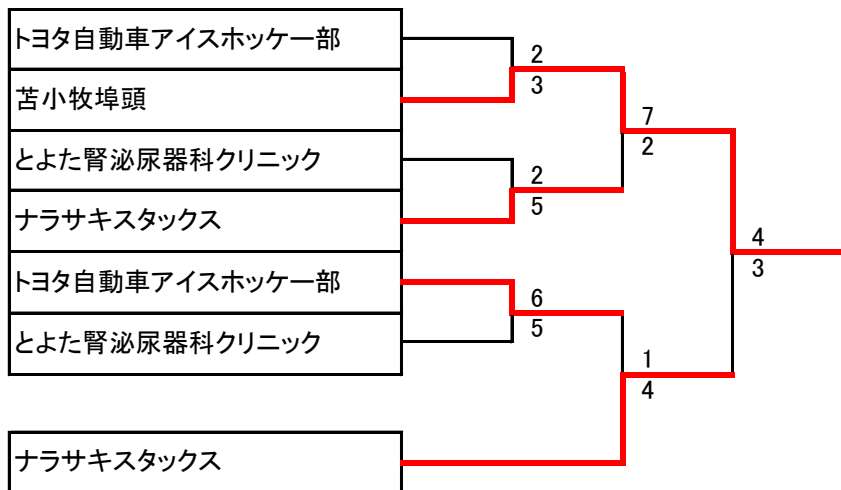 トヨタ自動車アイスホッケー部
2
3
苫小牧埠頭
7
2
とよた腎泌尿器科クリニック
2
5
ナラサキスタックス
4
3
トヨタ自動車アイスホッケー部
6
5
とよた腎泌尿器科クリニック
1
4
ナラサキスタックス